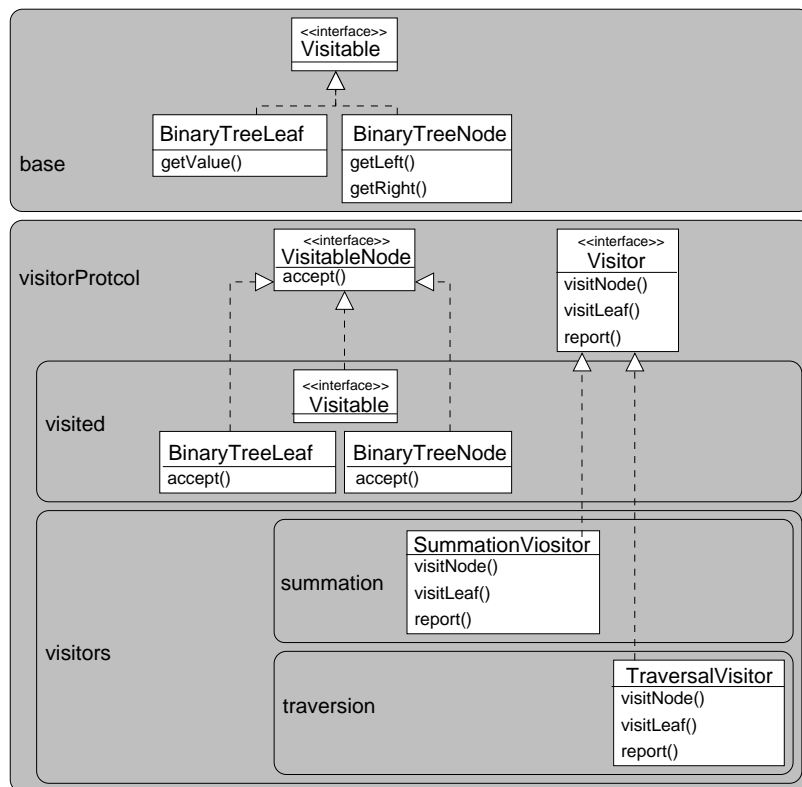 <<interface>>
Visitable
BinaryTreeLeaf
getValue()
BinaryTreeNode
getLeft()
getRight()
base
visitorProtcol
<<interface>>
VisitableNode
accept()
<<interface>>
Visitor
visitNode()
visitLeaf()
report()
visited
<<interface>>
Visitable
BinaryTreeLeaf
accept()
BinaryTreeNode
accept()
visitors
summation
SummationViositor
visitNode()
visitLeaf()
report()
traversion
TraversalVisitor
visitNode()
visitLeaf()
report()